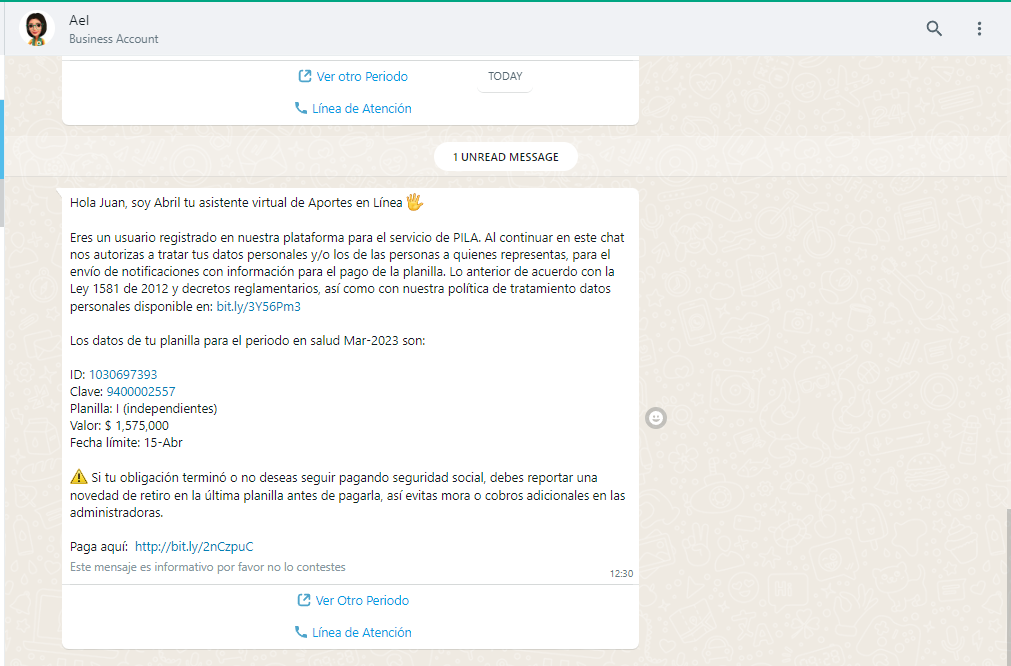 Ael
Business Account
Ver otro Periodo
TODAY
Línea de Atención
1 UNREAD MESSAGE
Hola Juan, soy Abril tu asistente virtual de Aportes en Línea 👋
Eres un usuario registrado en nuestra plataforma para el servicio de PILA. Al continuar en este chat
nos autorizas a tratar tus datos personales y/o los de las personas a quienes representas, para el
envío de notificaciones con información para el pago de la planilla. Lo anterior de acuerdo con la
Ley 1581 de 2012 y decretos reglamentarios, así como con nuestra política de tratamiento datos
personales disponible en: bit.ly/3Y56Pm3
Los datos de tu planilla para el periodo en salud Mar-2023 son:
ID: 1030697393
Clave: 9400002557
Planilla: I (independientes)
Valor: $ 1,575,000
Fecha límite: 15-Abr
⚠️ Si tu obligación terminó o no deseas seguir pagando seguridad social, debes reportar una
novedad de retiro en la última planilla antes de pagarla, así evitas mora o cobros adicionales en las
administradoras.
Paga aquí:  http://bit.ly/2nCzpuC
Este mensaje es informativo por favor no lo contestes
12:30
Ver Otro Periodo
Línea de Atención